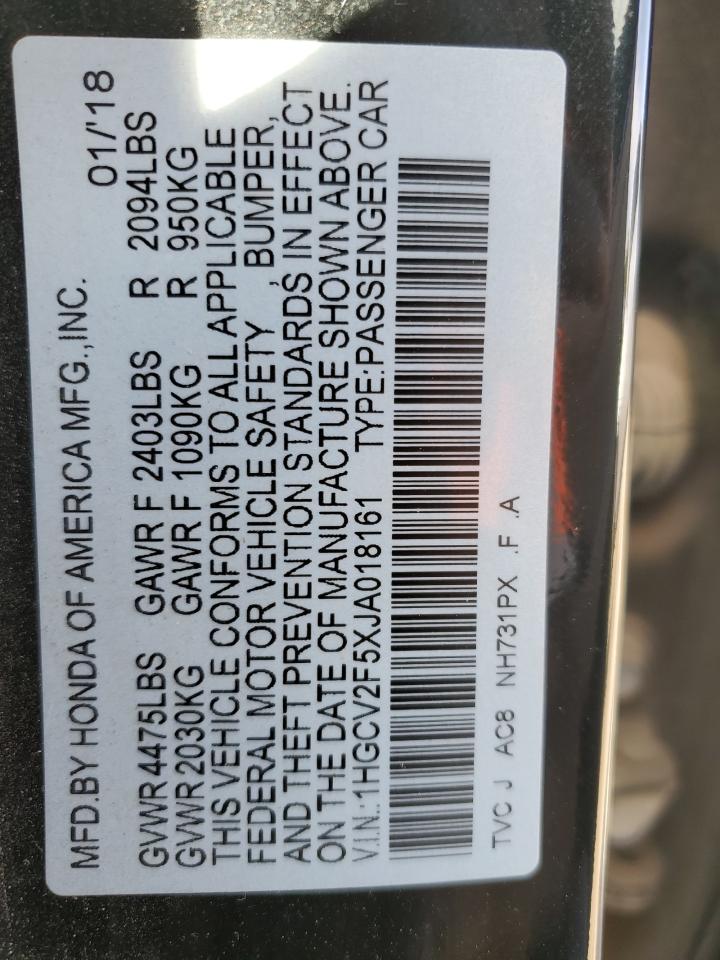 MFD.BY HONDA OF AMERICA MFG.,INC. 01/'18
GVWR 4475LBS GAWR F 2403LBS R 2094LBS
GVWR 2030KG GAWR F 1090KG R 950KG
THIS VEHICLE CONFORMS TO ALL APPLICABLE
FEDERAL MOTOR VEHICLE SAFETY , BUMPER,
AND THEFT PREVENTION STANDARDS IN EFFECT
ON THE DATE OF MANUFACTURE SHOWN ABOVE.
V.I.N.:1HGCV2F5XJA018161 TYPE:PASSENGER CAR
TVC J AC8 NH731PX .F .A